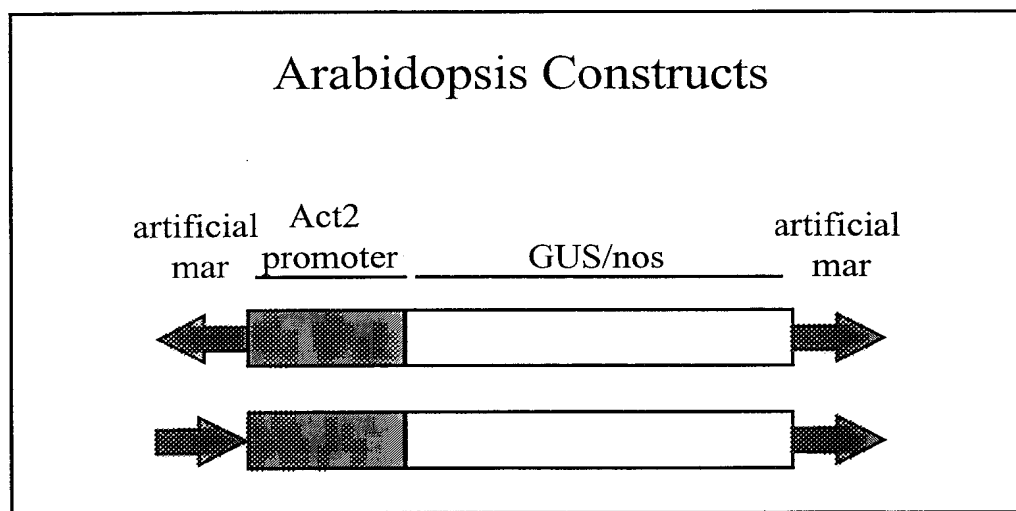 Arabidopsis Constructs
artificial
mar
Act2
promoter
GUS/nos
artificial
mar